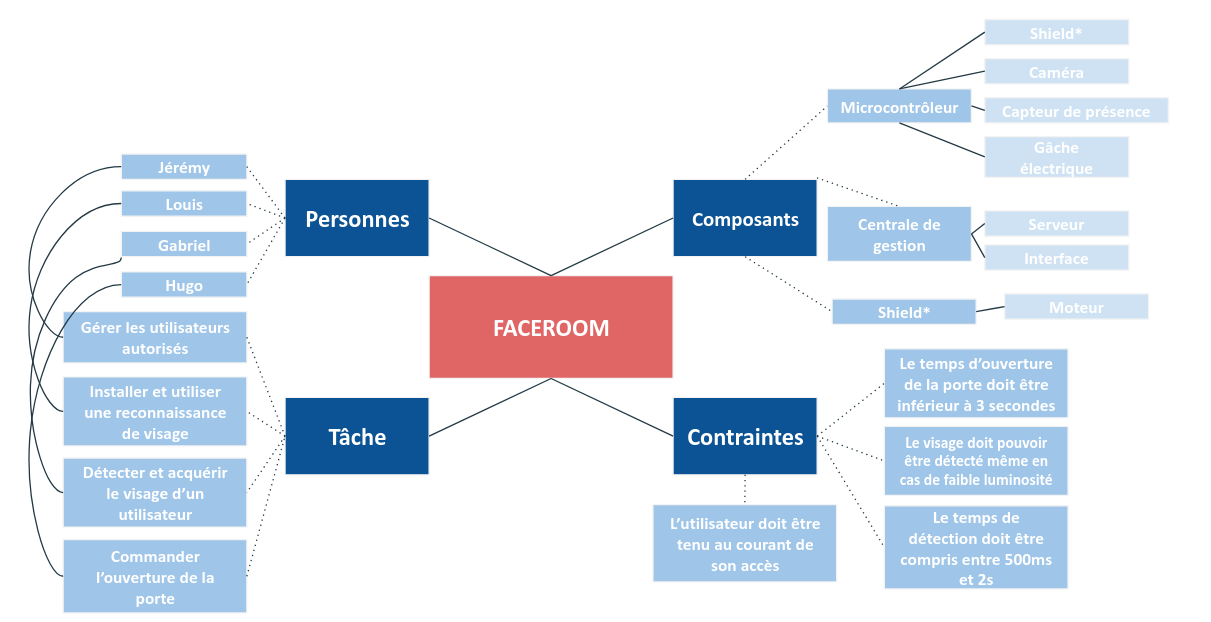 Jérémy
Louis
Gabriel
Hugo
Personnes
Gérer les utilisateurs
autorisés
Installer et utiliser
une reconnaissance
de visage
Détecter et acquérir
le visage d’un
utilisateur
Commander
l’ouverture de la
porte
Tâche
FACEROOM
Composants
Microcontrôleur
Shield*
Caméra
Capteur de présence
Gâche
électrique
Centrale de
gestion
Serveur
Interface
Shield*
Moteur
Contraintes
Le temps d’ouverture
de la porte doit être
inférieur à 3 secondes
Le visage doit pouvoir
être détecté même en
cas de faible luminosité
Le temps de
détection doit être
compris entre 500ms
et 2s
L’utilisateur doit être
tenu au courant de
son accès